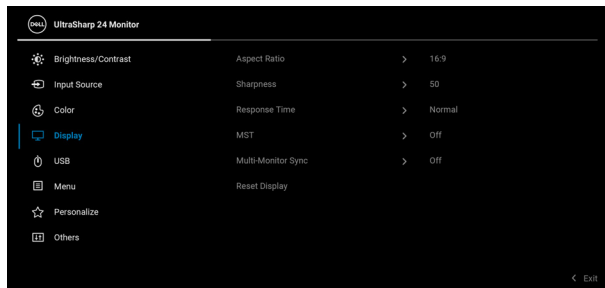 DELL UltraSharp 24 Monitor
Brightness/Contrast Aspect Ratio > 16:9
Input Source Sharpness > 50
Color Response Time > Normal
Display MST > Off
USB Multi-Monitor Sync > Off
Menu Reset Display
Personalize
Others
< Exit